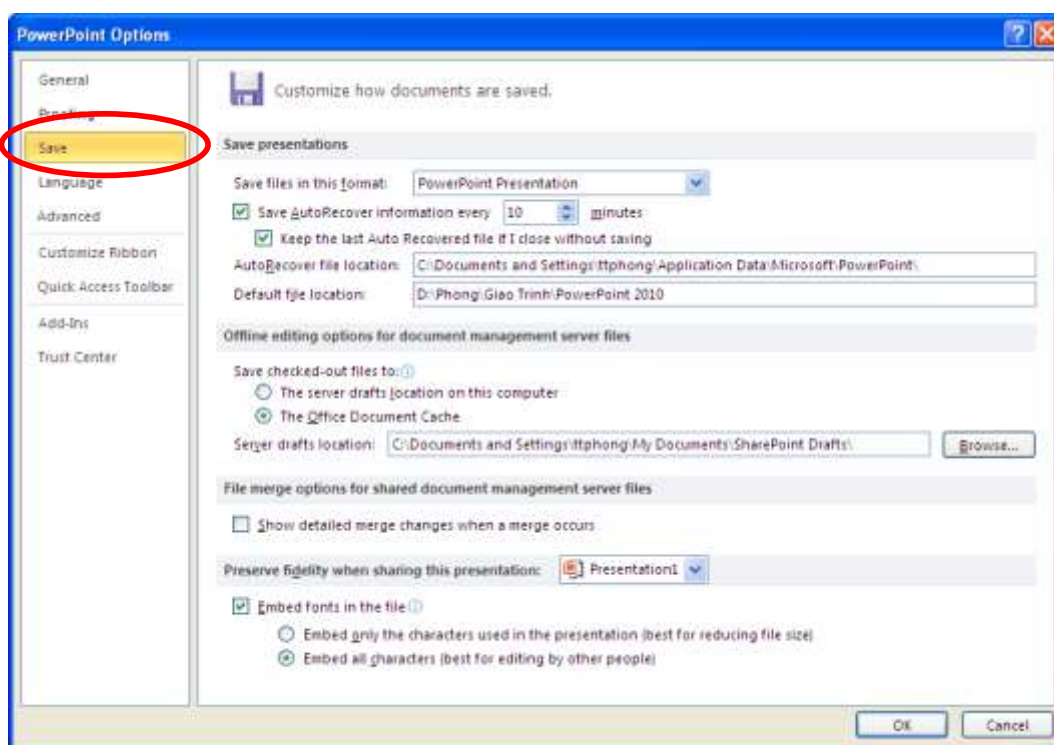 PowerPoint Options
General
Proofing
Save
Language
Advanced
Customize Ribbon
Quick Access Toolbar
Add-Ins
Trust Center
Customize how documents are saved.
Save presentations
Save files in this format: PowerPoint Presentation
Save AutoRecover information every 10 minutes
Keep the last Auto Recovered file if I close without saving
AutoRecover file location: C:\Documents and Settings\ttphong\Application Data\Microsoft\PowerPoint\
Default file location: D:\Phong\Giao Trinh\PowerPoint 2010
Offline editing options for document management server files
Save checked-out files to:
The server drafts location on this computer
The Office Document Cache
Server drafts location: C:\Documents and Settings\ttphong\My Documents\SharePoint Drafts\ Browse...
File merge options for shared document management server files
Show detailed merge changes when a merge occurs
Preserve fidelity when sharing this presentation: Presentation1
Embed fonts in the file
Embed only the characters used in the presentation (best for reducing file size)
Embed all characters (best for editing by other people)
OK Cancel